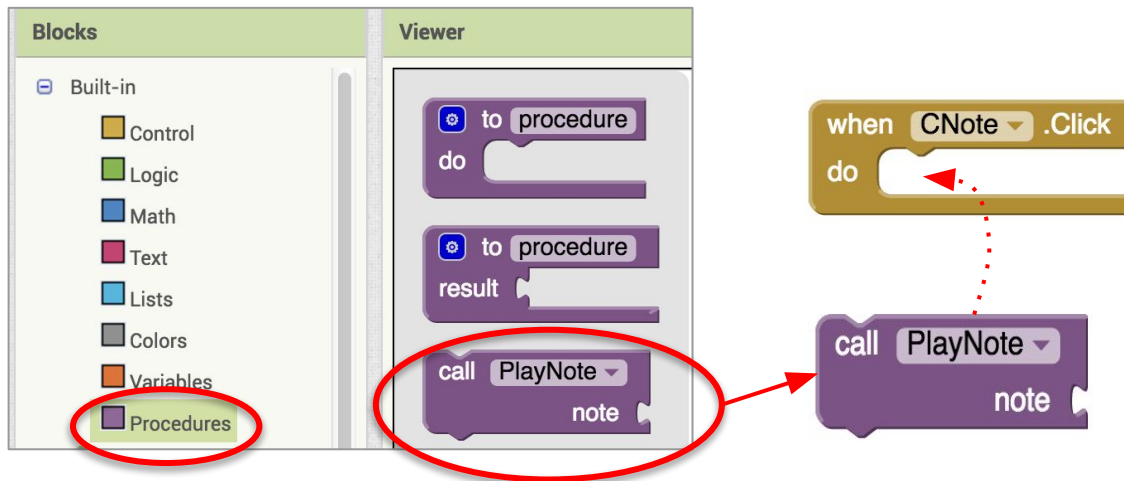 Blocks
Built-in
Control
Logic
Math
Text
Lists
Colors
Variables
Procedures
Viewer
to procedure
do
to procedure
result
call PlayNote
note
when CNote .Click
do
call PlayNote
note